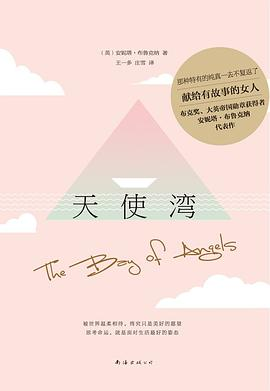 （英）安妮塔·布鲁克纳 著
王一多 庄雪 译
那种特有的纯真一去不复返了
献给有故事的女人
布克奖、大英帝国勋章获得者
安妮塔·布鲁克纳
代表作
天使湾
The Bay of Angels
被世界温柔相待，终究只是美好的愿望
思考命运，就是面对生活最好的姿态
南海出版公司